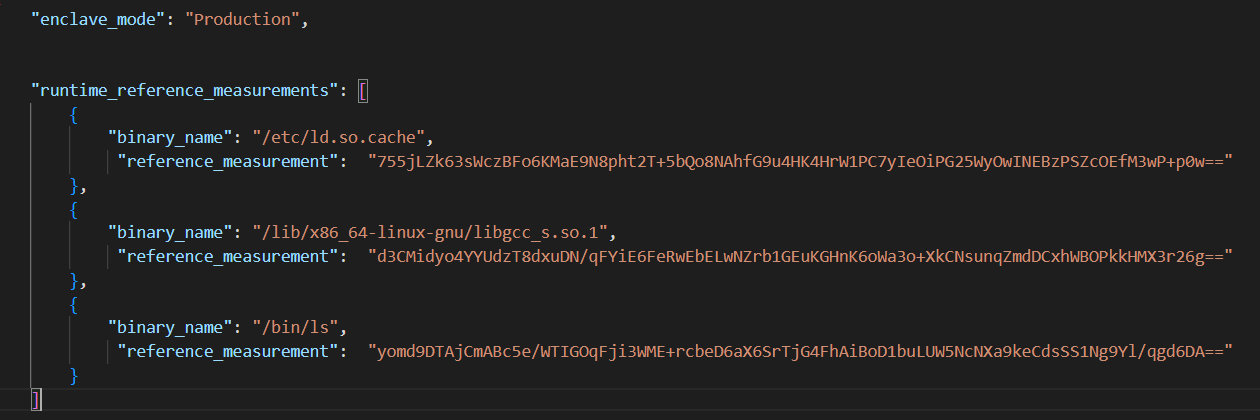 "enclave_mode": "Production",
"runtime_reference_measurements": [
{
"binary_name": "/etc/ld.so.cache",
"reference_measurement": "755jLZk63sWczBFo6KMaE9N8pht2T+5bQo8NAhfG9u4HK4HrW1PC7yIeOiPG25WyOwINEBzPSZcOEfM3wP+p0w=="
},
{
"binary_name": "/lib/x86_64-linux-gnu/libgcc_s.so.1",
"reference_measurement": "d3CMidyo4YYUdzT8dxuDN/qFYiE6FeRwEbELwNZrb1GEuKGHnK6oWa3o+XkCNsunqZmdDCxhWBOPkkHMX3r26g=="
},
{
"binary_name": "/bin/ls",
"reference_measurement": "yomd9DTAjCmABc5e/WTIGOqFji3WME+rcbeD6aX6SrTjG4FhAiBoD1buLUW5NcNXa9keCdsSS1Ng9Yl/qgd6DA=="
}
]